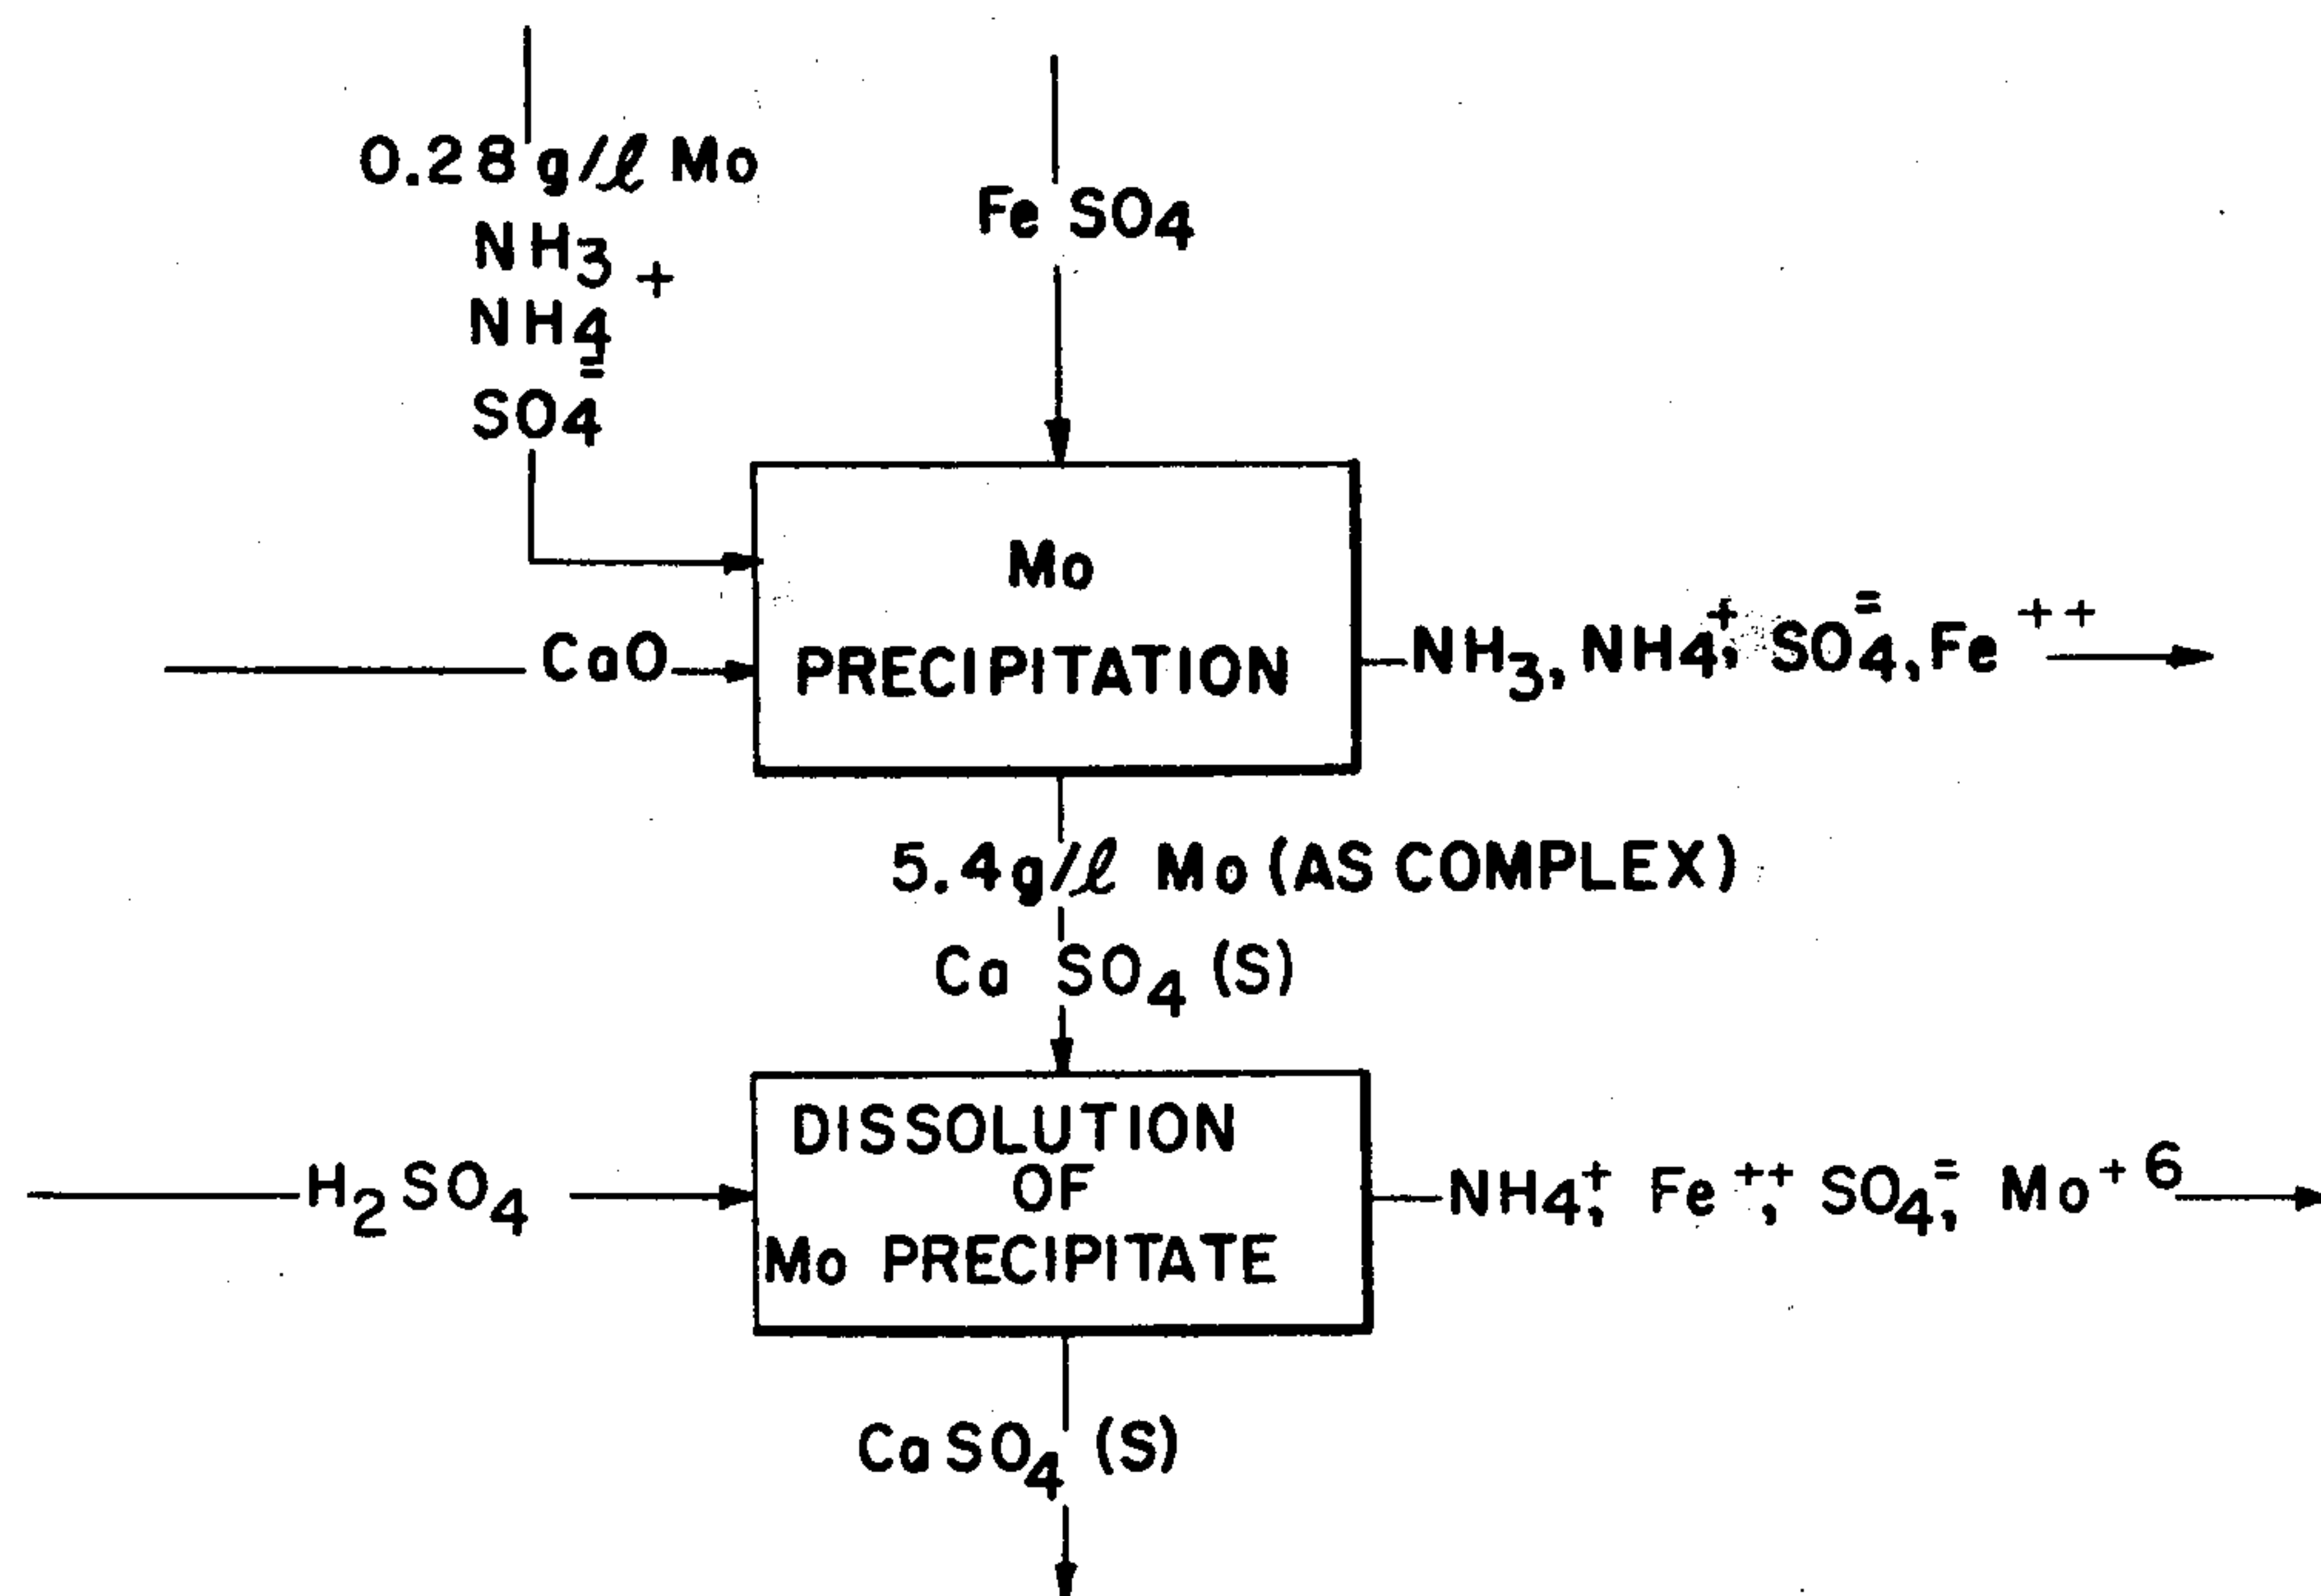 0.28 g/ℓ Mo
NH₃
NH₄⁺
SO₄⁼
Fe SO₄
Mo
PRECIPITATION
CaO
NH₃, NH₄⁺, SO₄⁼, Fe⁺⁺
5.4 g/ℓ Mo (AS COMPLEX)
Ca SO₄ (S)
DISSOLUTION
OF
Mo PRECIPITATE
H₂SO₄
NH₄⁺, Fe⁺⁺, SO₄⁼, Mo⁺⁶
CaSO₄ (S)